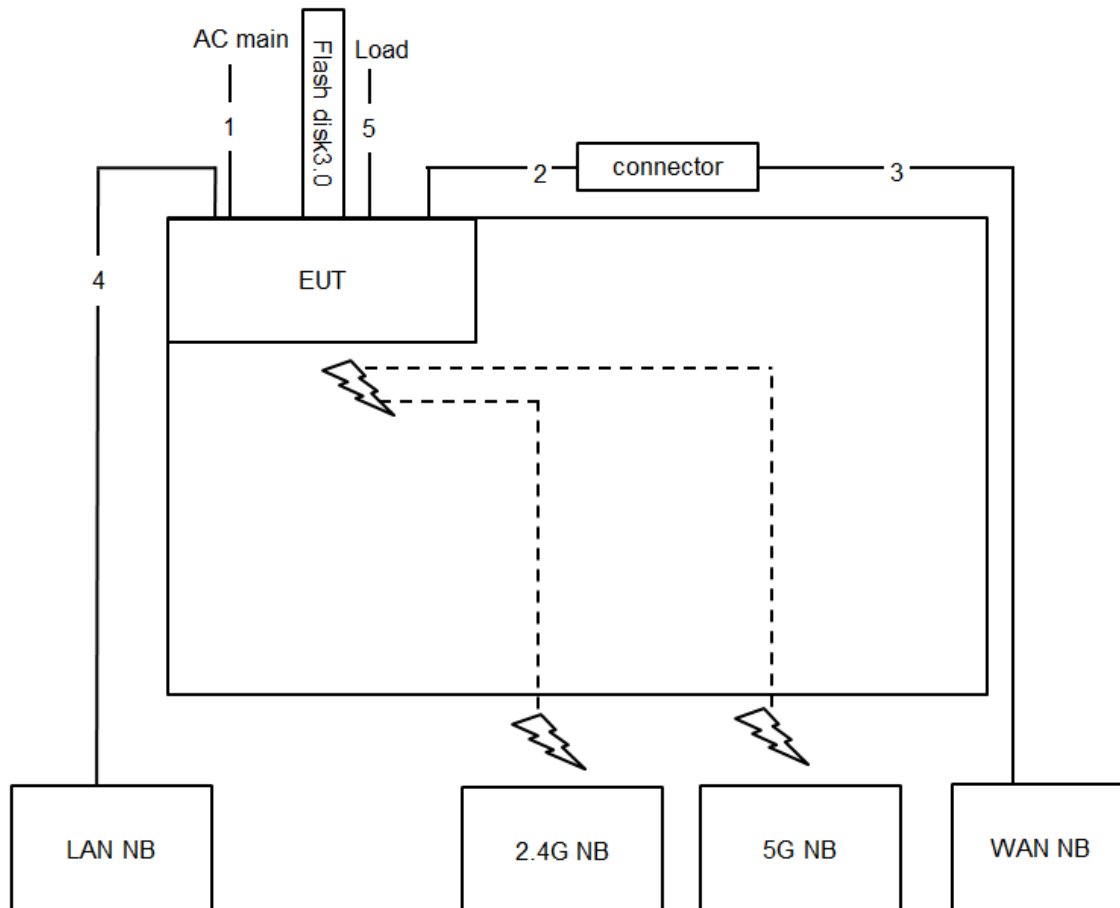 AC main
Flash disk3.0
Load
1
5
2
connector
3
4
EUT
LAN NB
2.4G NB
5G NB
WAN NB